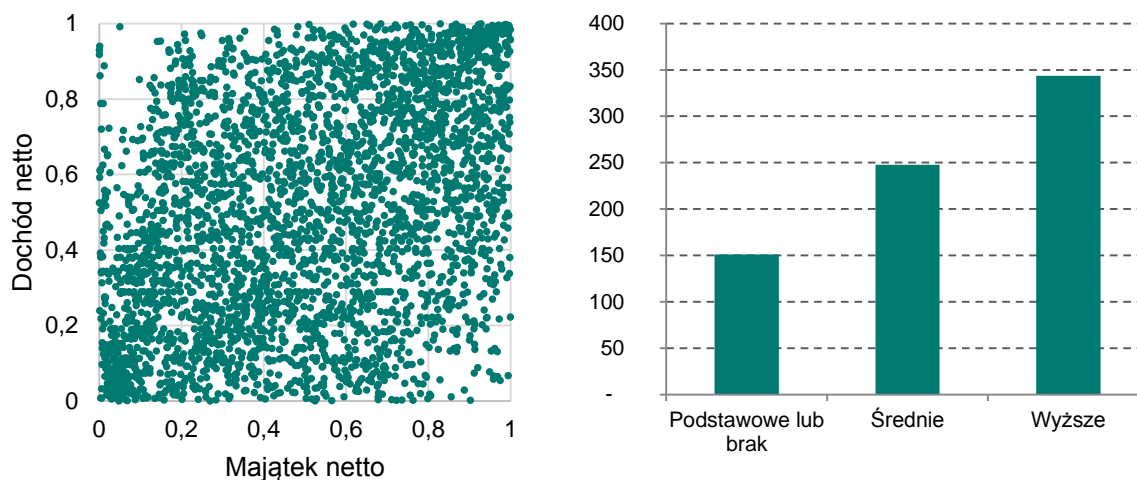 1
0,8
0,6
0,4
0,2
0
0 0,2 0,4 0,6 0,8 1
Dochód netto
Majątek netto
400
350
300
250
200
150
100
50
-
Podstawowe lub brak
Średnie
Wyższe